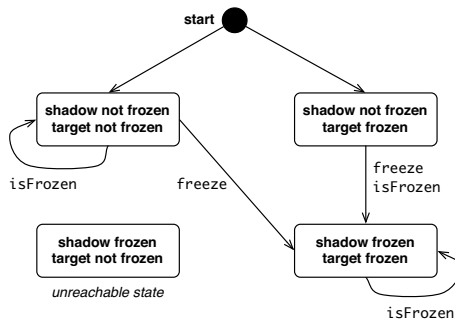 start
shadow not frozen
target not frozen
shadow not frozen
target frozen
isFrozen
freeze
freeze
isFrozen
shadow frozen
target not frozen
unreachable state
shadow frozen
target frozen
isFrozen